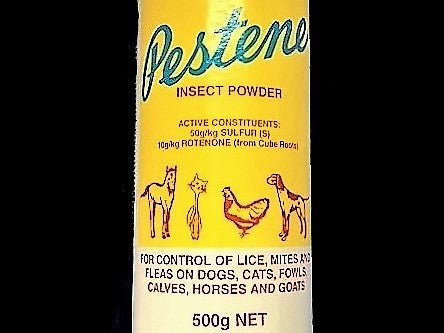 Pestene
INSECT POWDER
ACTIVE CONSTITUENTS:
50g/kg SULFUR (S)
10g/kg ROTENONE (from Cube Roots)
FOR CONTROL OF LICE, MITES AND
FLEAS ON DOGS, CATS, FOWLS,
CALVES, HORSES AND GOATS
500g NET